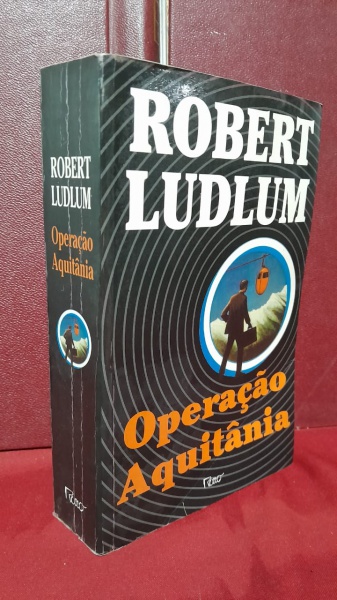 ROBERT
LUDLUM
Operação
Aquitânia
Rocco
ROBERT
LUDLUM
Operação
Aquitânia
Rocco